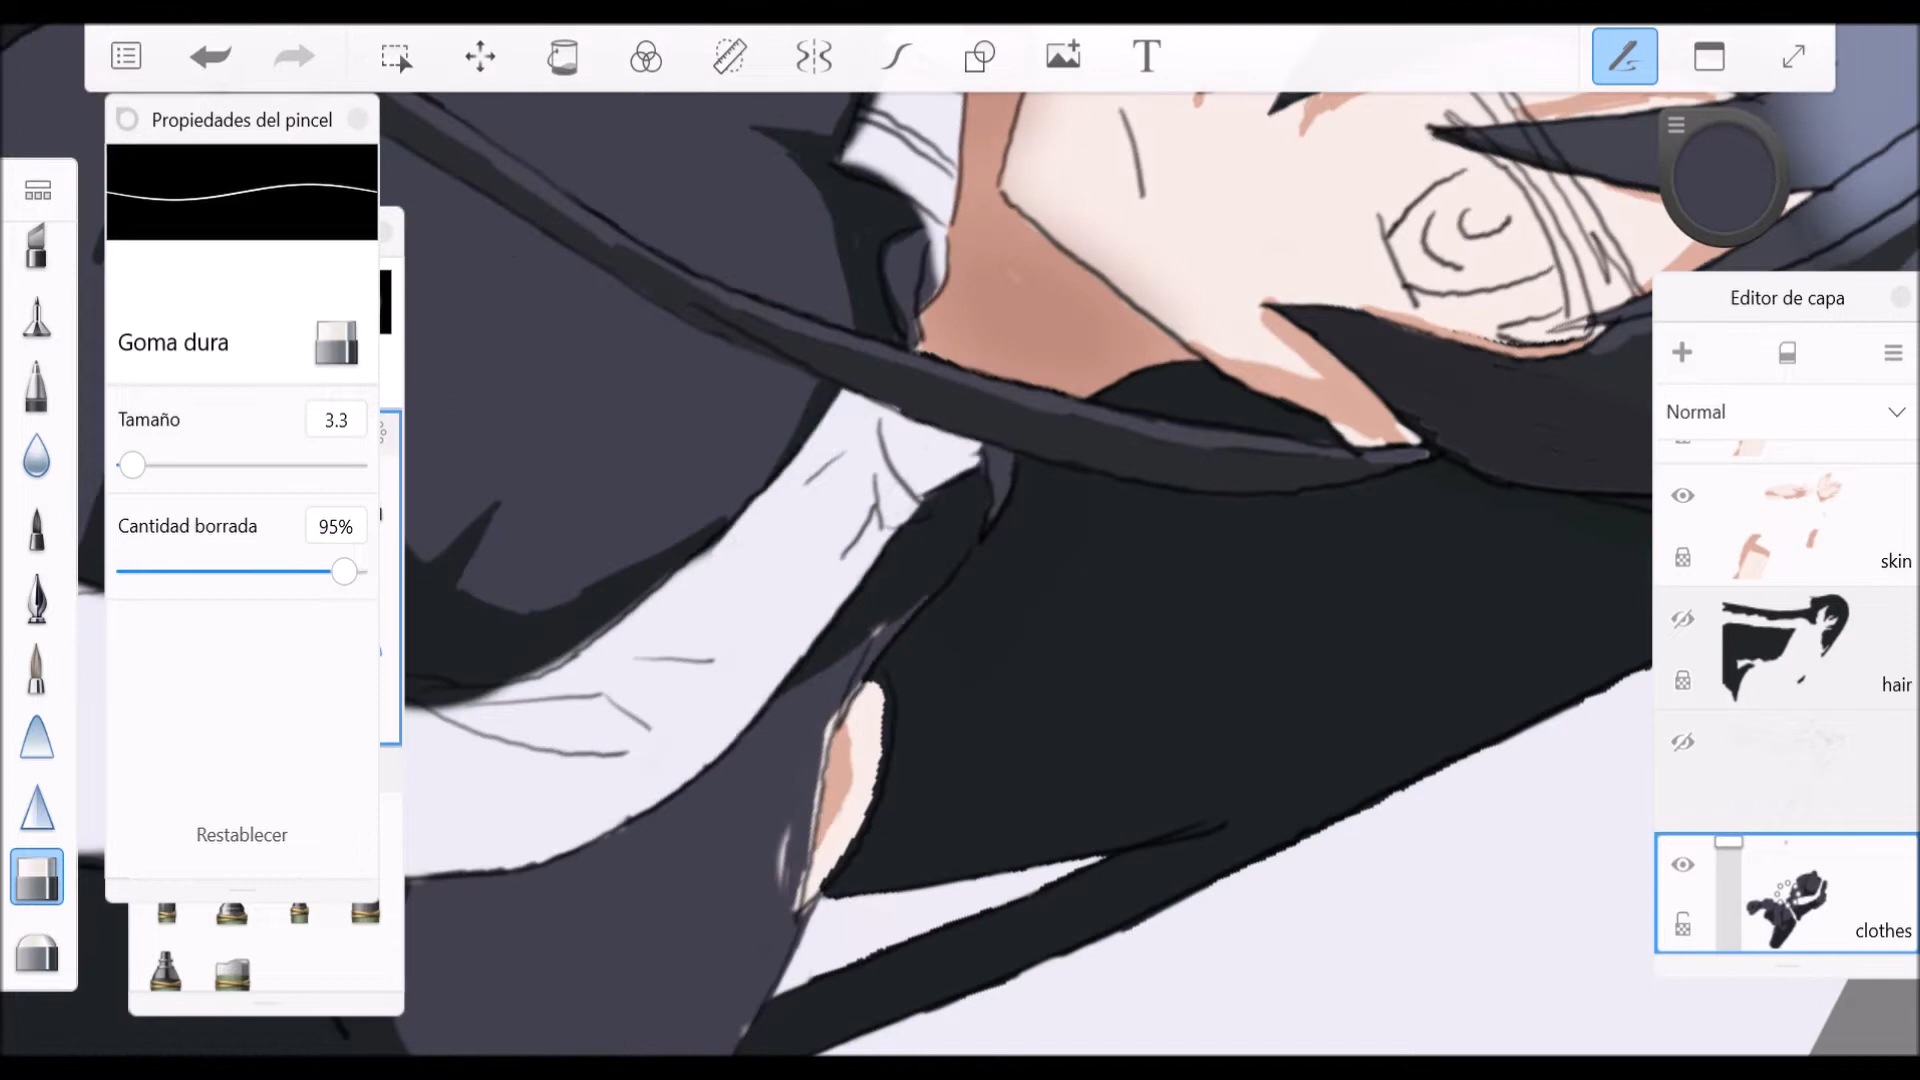 T
Propiedades del pincel
Goma dura
Tamaño 3.3
Cantidad borrada 95%
Restablecer
Editor de capa
Normal
skin
hair
clothes